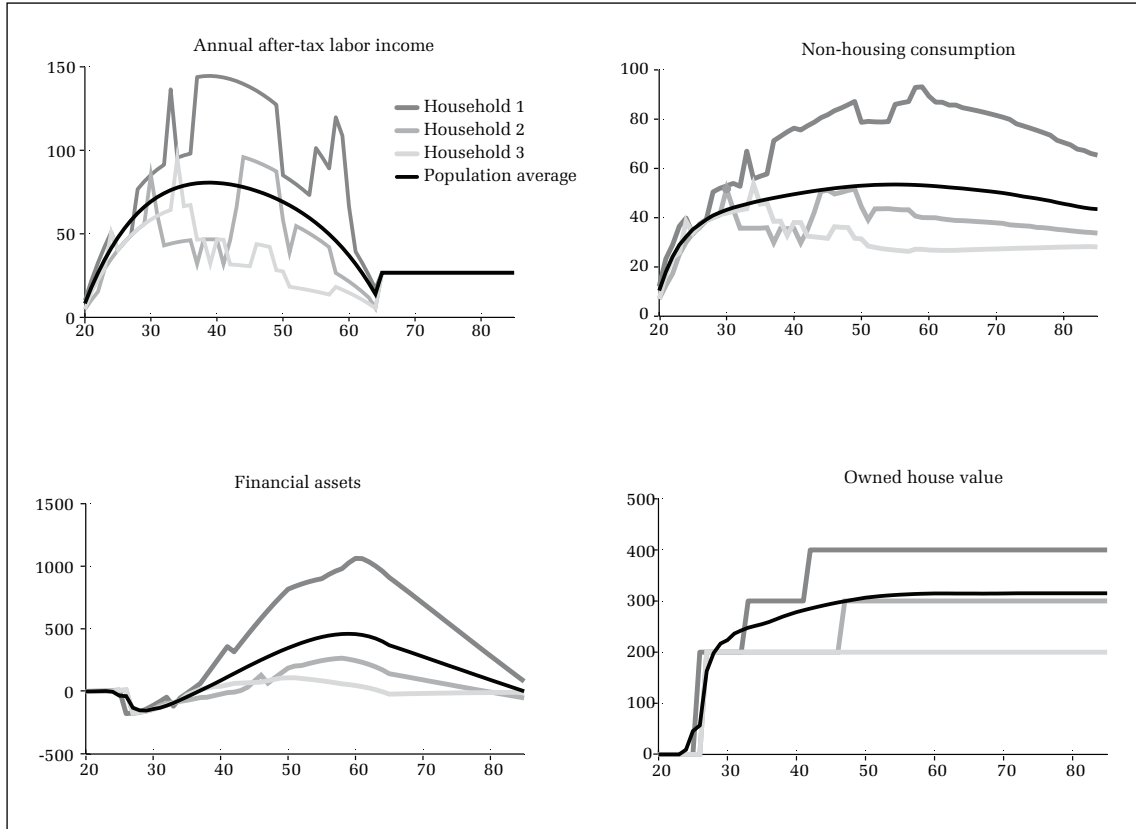 Annual after-tax labor income
150
100
50
0
20 30 40 50 60 70 80
Household 1
Household 2
Household 3
Population average
Non-housing consumption
100
80
60
40
20
0
20 30 40 50 60 70 80
Financial assets
1500
1000
500
0
-500
20 30 40 50 60 70 80
Owned house value
500
400
300
200
100
0
20 30 40 50 60 70 80